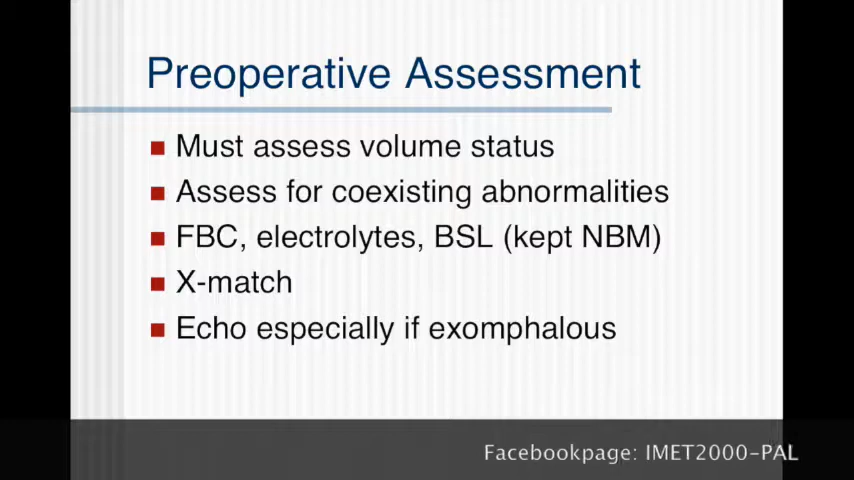 Preoperative Assessment
Must assess volume status
Assess for coexisting abnormalities
FBC, electrolytes, BSL (kept NBM)
X-match
Echo especially if exomphalous
Facebookpage: IMET2000-PAL